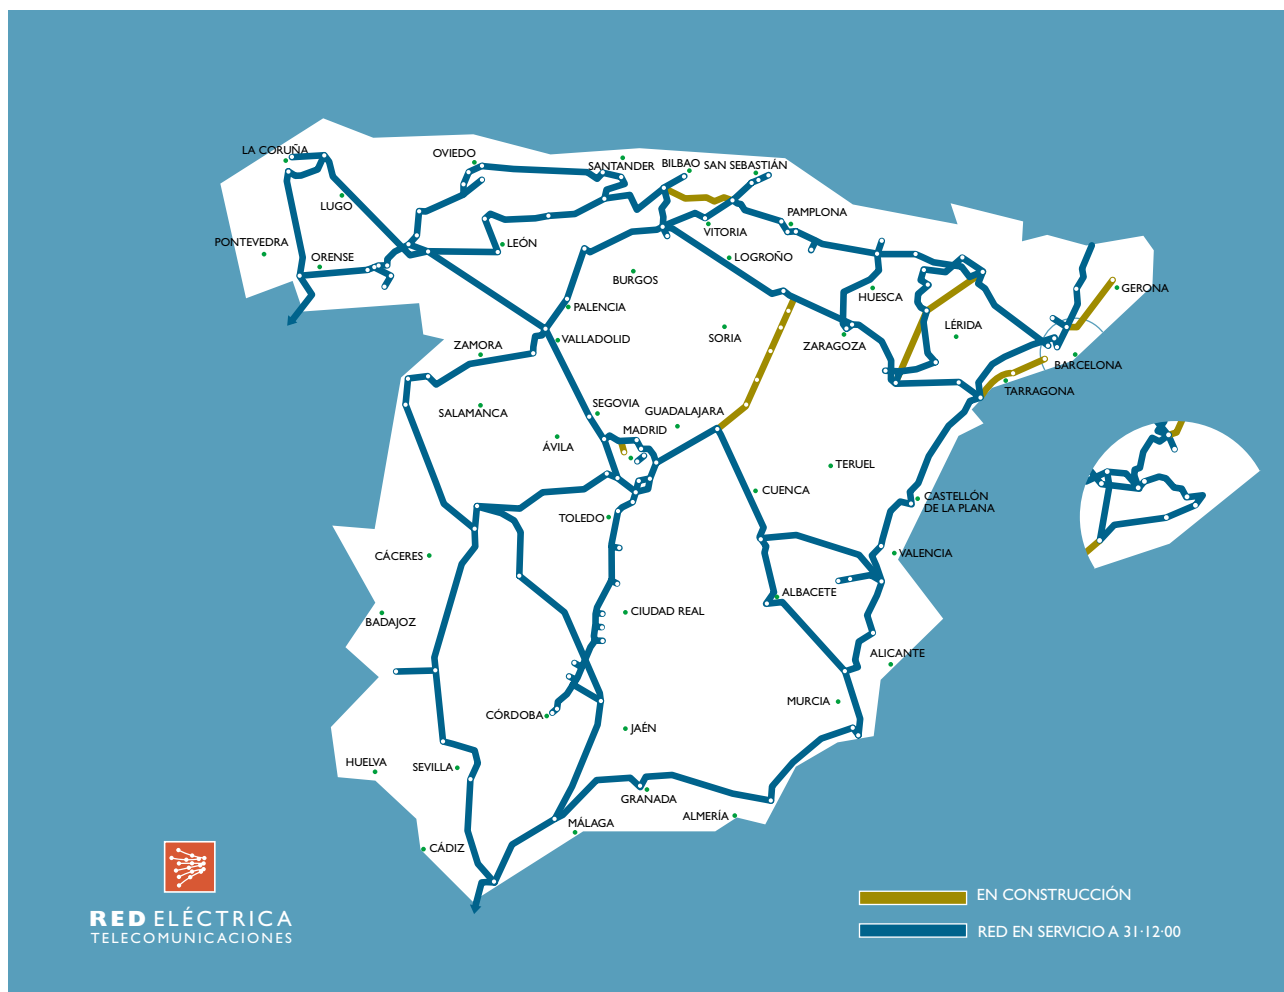 LA CORUÑA
OVIEDO
SANTANDER
BILBAO
SAN SEBASTIÁN
LUGO
PAMPLONA
VITORIA
PONTEVEDRA
LEÓN
ORENSE
LOGROÑO
BURGOS
HUESCA
GERONA
PALENCIA
LÉRIDA
VALLADOLID
SORIA
ZAMORA
ZARAGOZA
BARCELONA
TARRAGONA
SEGOVIA
SALAMANCA
GUADALAJARA
MADRID
ÁVILA
TERUEL
CUENCA
CASTELLÓN
DE LA PLANA
TOLEDO
CÁCERES
VALENCIA
ALBACETE
CIUDAD REAL
BADAJOZ
ALICANTE
MURCIA
CÓRDOBA
JAÉN
HUELVA
SEVILLA
GRANADA
ALMERÍA
MÁLAGA
CÁDIZ
EN CONSTRUCCIÓN
RED ELÉCTRICA
TELECOMUNICACIONES
RED EN SERVICIO A 31·12·00